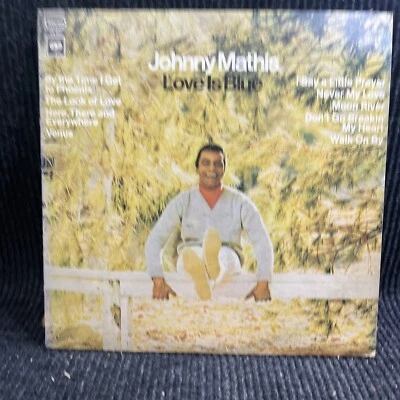 Johnny Mathis
Love Is Blue
By the Time I Get
to Phoenix
The Look of Love
Here, There and
Everywhere
Venus
I Say a Little Prayer
Never My Love
Moon River
Don't Go Breakin'
My Heart
Walk On By